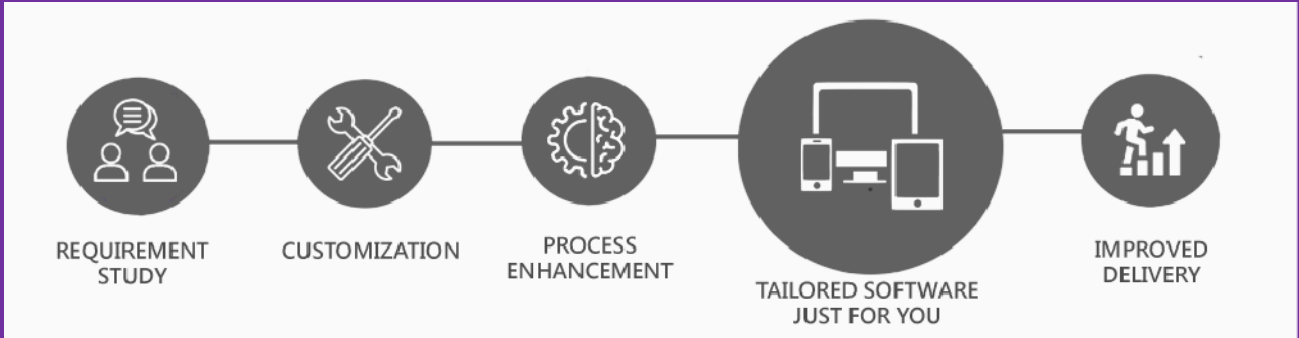 REQUIREMENT
STUDY
CUSTOMIZATION
PROCESS
ENHANCEMENT
TAILORED SOFTWARE
JUST FOR YOU
IMPROVED
DELIVERY